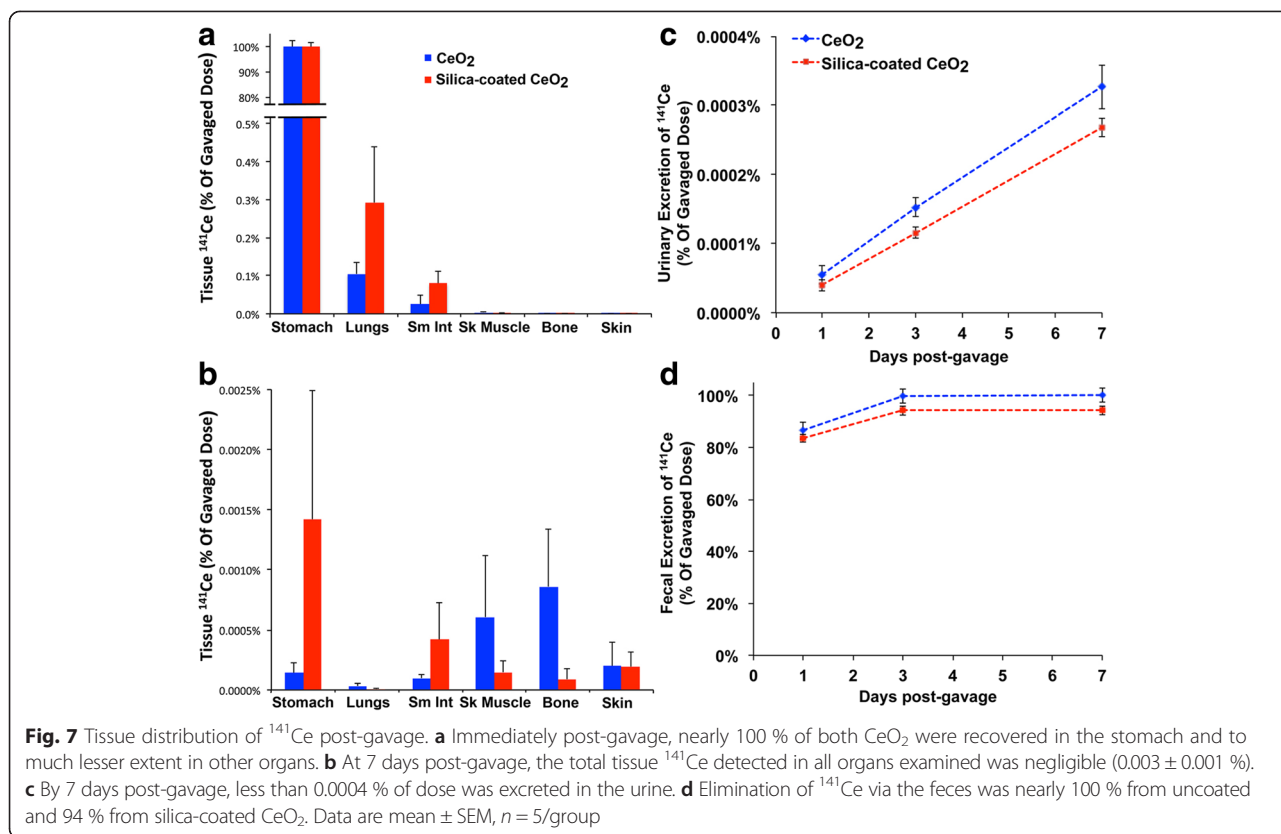 a
Tissue ¹⁴¹Ce (% Of Gavaged Dose)
100%
90%
80%
0.5%
0.4%
0.3%
0.2%
0.1%
0.0%
CeO₂
Silica-coated CeO₂
Stomach Lungs Sm Int Sk Muscle Bone Skin
c
Urinary Excretion of ¹⁴¹Ce
(% Of Gavaged Dose)
0.0004%
0.0003%
0.0002%
0.0001%
0.0000%
CeO₂
Silica-coated CeO₂
0 1 2 3 4 5 6 7
Days post-gavage
b
Tissue ¹⁴¹Ce (% Of Gavaged Dose)
0.0025%
0.0020%
0.0015%
0.0010%
0.0005%
0.0000%
Stomach Lungs Sm Int Sk Muscle Bone Skin
d
Fecal Excretion of ¹⁴¹Ce
(% Of Gavaged Dose)
100%
80%
60%
40%
20%
0%
0 1 2 3 4 5 6 7
Days post-gavage
Fig. 7 Tissue distribution of ¹⁴¹Ce post-gavage. a Immediately post-gavage, nearly 100 % of both CeO₂ were recovered in the stomach and to
much lesser extent in other organs. b At 7 days post-gavage, the total tissue ¹⁴¹Ce detected in all organs examined was negligible (0.003 ± 0.001 %).
c By 7 days post-gavage, less than 0.0004 % of dose was excreted in the urine. d Elimination of ¹⁴¹Ce via the feces was nearly 100 % from uncoated
and 94 % from silica-coated CeO₂. Data are mean ± SEM, n = 5/group